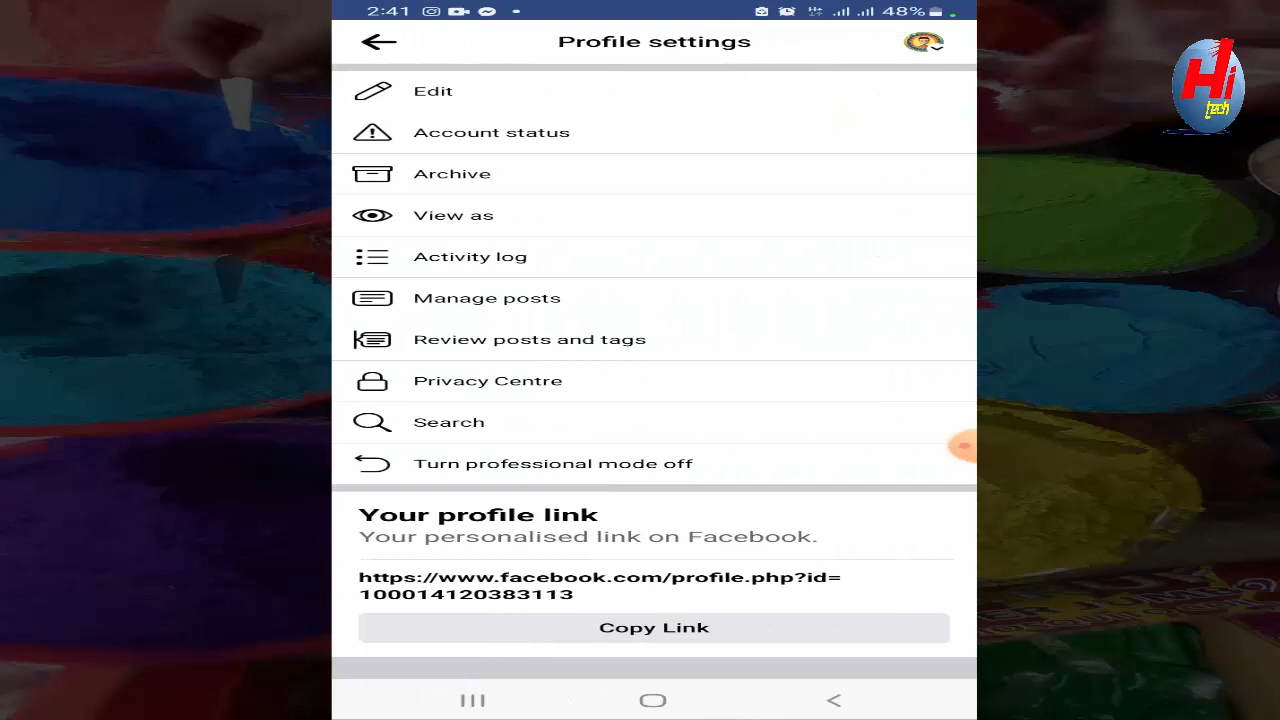 2:41
48%
Profile settings
Hi
tech
Edit
Account status
Archive
View as
Activity log
Manage posts
Review posts and tags
Privacy Centre
Search
Turn professional mode off
Your profile link
Your personalised link on Facebook.
https://www.facebook.com/profile.php?id=
100014120383113
Copy Link